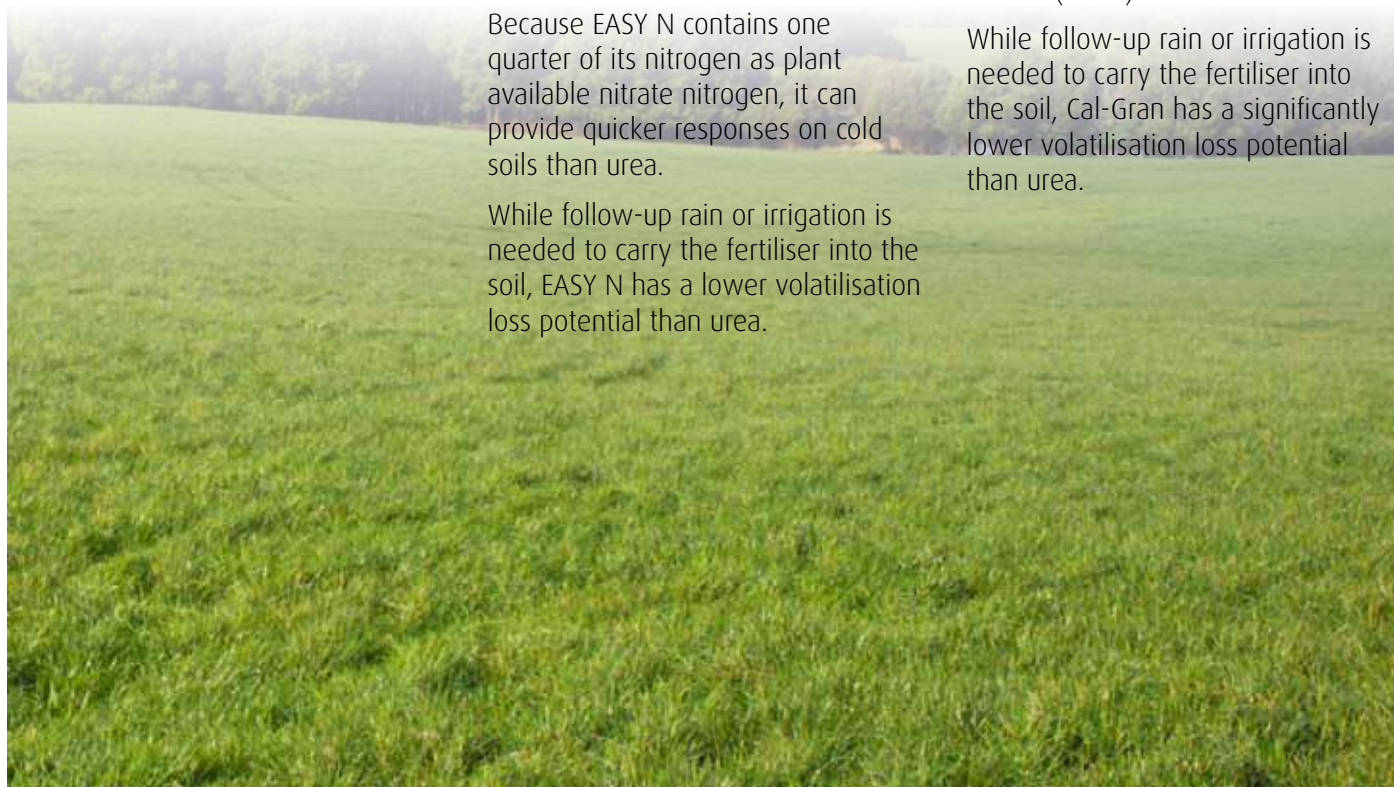 Because EASY N contains one
quarter of its nitrogen as plant
available nitrate nitrogen, it can
provide quicker responses on cold
soils than urea.
While follow-up rain or irrigation is
needed to carry the fertiliser into the
soil, EASY N has a lower volatilisation
loss potential than urea.
While follow-up rain or irrigation is
needed to carry the fertiliser into
the soil, Cal-Gran has a significantly
lower volatilisation loss potential
than urea.